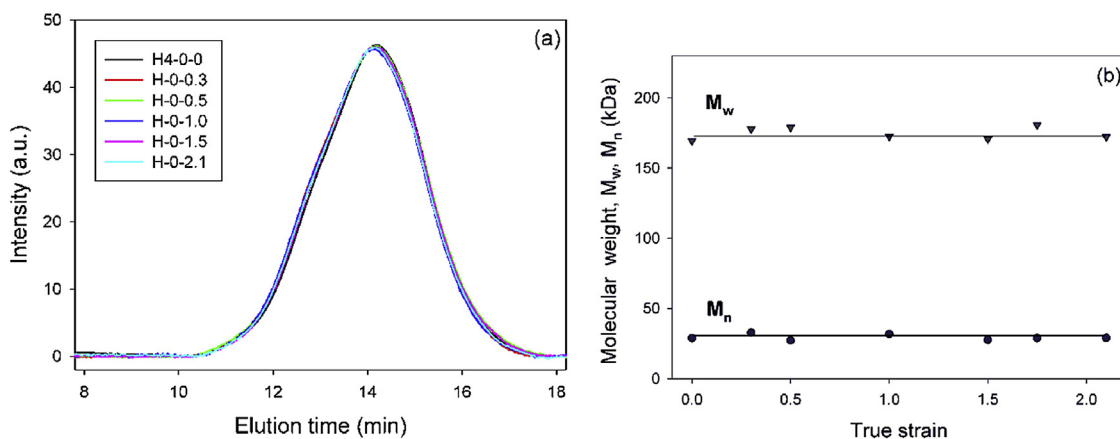 (a)
50
40
30
20
10
0
Intensity (a.u.)
H4-0-0
H-0-0.3
H-0-0.5
H-0-1.0
H-0-1.5
H-0-2.1
8 10 12 14 16 18
Elution time (min)
(b)
200
150
100
50
0
Molecular weight, Mw, Mn (kDa)
Mw
Mn
0.0 0.5 1.0 1.5 2.0
True strain